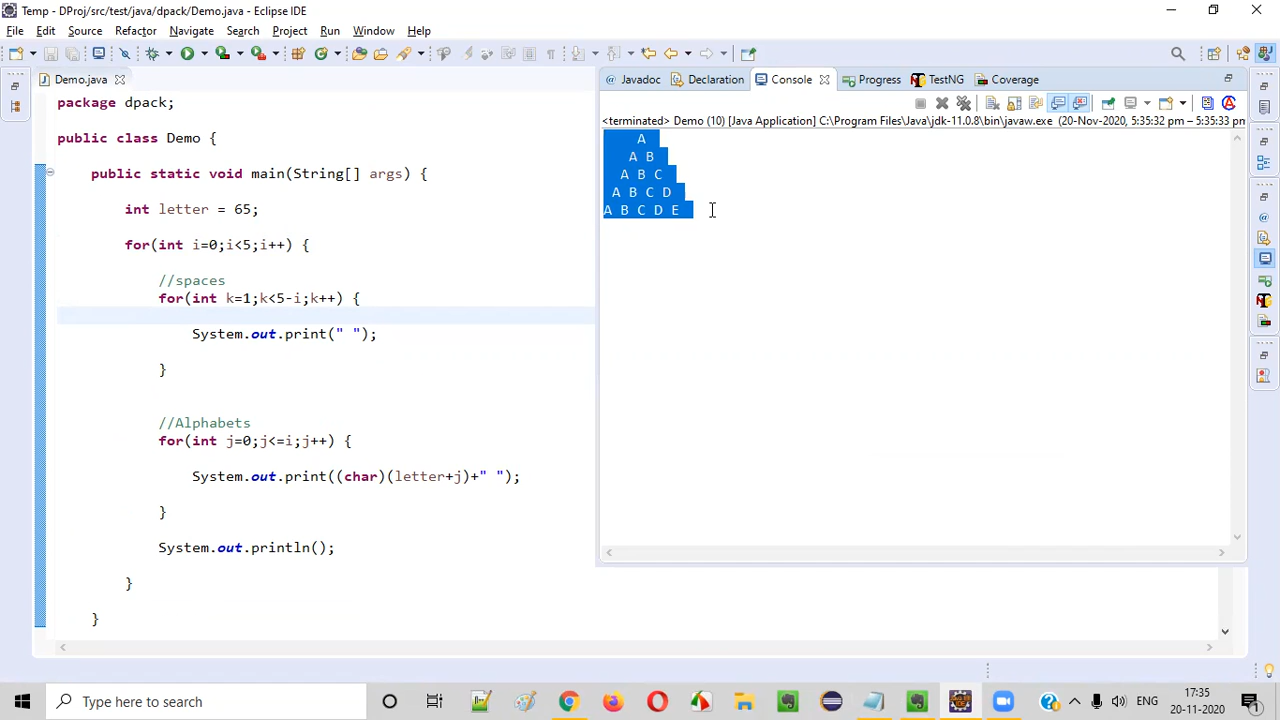 Temp - DProj/src/test/java/dpack/Demo.java - Eclipse IDE
File Edit Source Refactor Navigate Search Project Run Window Help
Demo.java
Javadoc Declaration Console Progress TestNG Coverage
<terminated> Demo (10) [Java Application] C:\Program Files\Java\jdk-11.0.8\bin\javaw.exe (20-Nov-2020, 5:35:32 pm – 5:35:33 pm
package dpack;
public class Demo {
public static void main(String[] args) {
int letter = 65;
for(int i=0;i<5;i++) {
//spaces
for(int k=1;k<5-i;k++) {
System.out.print(" ");
}
//Alphabets
for(int j=0;j<=i;j++) {
System.out.print((char)(letter+j)+" ");
}
System.out.println();
}
}
A
A B
A B C
A B C D
A B C D E
Type here to search
ENG
17:35
20-11-2020